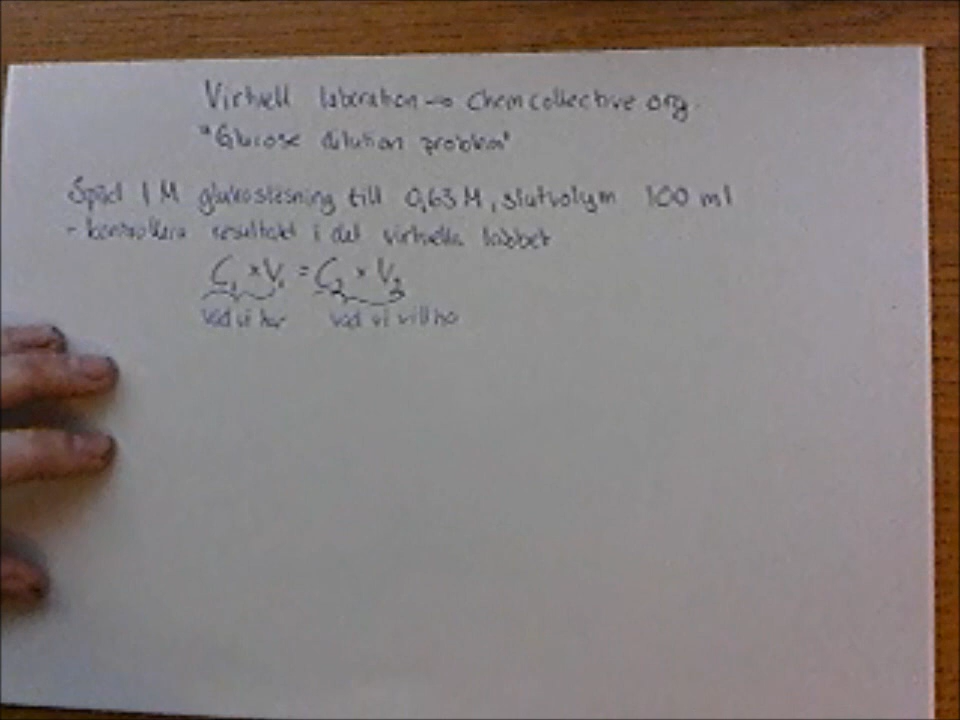 Virtuell laboration → Chemcollective.org.
"Glucose dilution problem"
Späd 1 M glukoslösning till 0,63 M, slutvolym 100 ml
- kontrollera resultatet i det virtuella labbet
C₁ × V₁ = C₂ × V₂
vad vi har vad vi vill ha